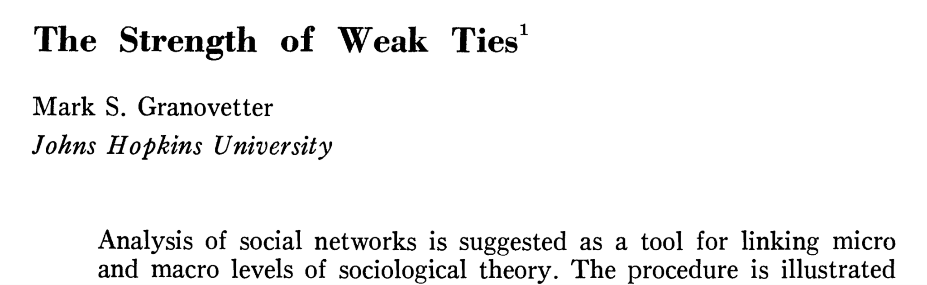 The Strength of Weak Ties¹
Mark S. Granovetter
Johns Hopkins University
Analysis of social networks is suggested as a tool for linking micro
and macro levels of sociological theory. The procedure is illustrated